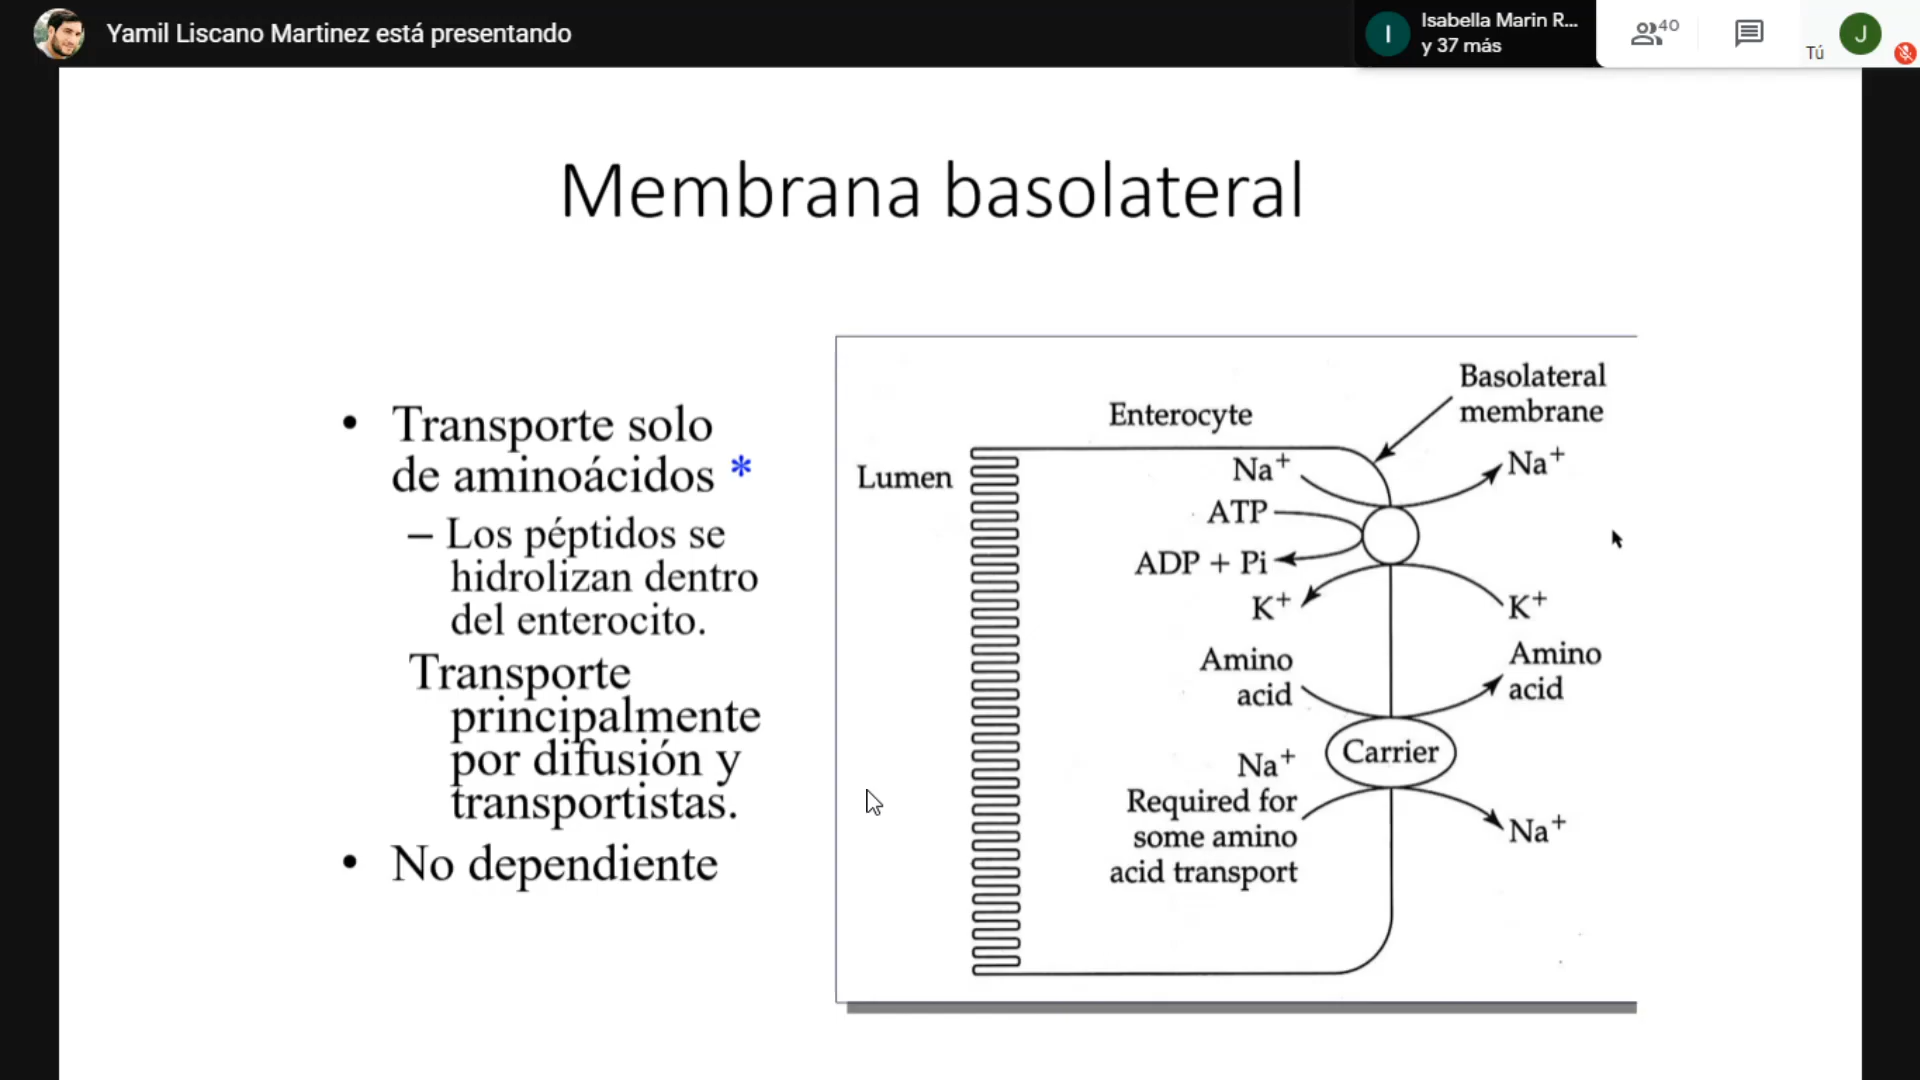 Yamil Liscano Martinez está presentando
I
Isabella Marin R...
y 37 más
40
Tú
J
Membrana basolateral
• Transporte solo
de aminoácidos *
– Los péptidos se
hidrolizan dentro
del enterocito.
Transporte
principalmente
por difusión y
transportistas.
• No dependiente
Basolateral
membrane
Enterocyte
Lumen
Na+
Na+
ATP
ADP + Pi
K+
K+
Amino
acid
Amino
acid
Carrier
Na+
Required for
some amino
acid transport
Na+